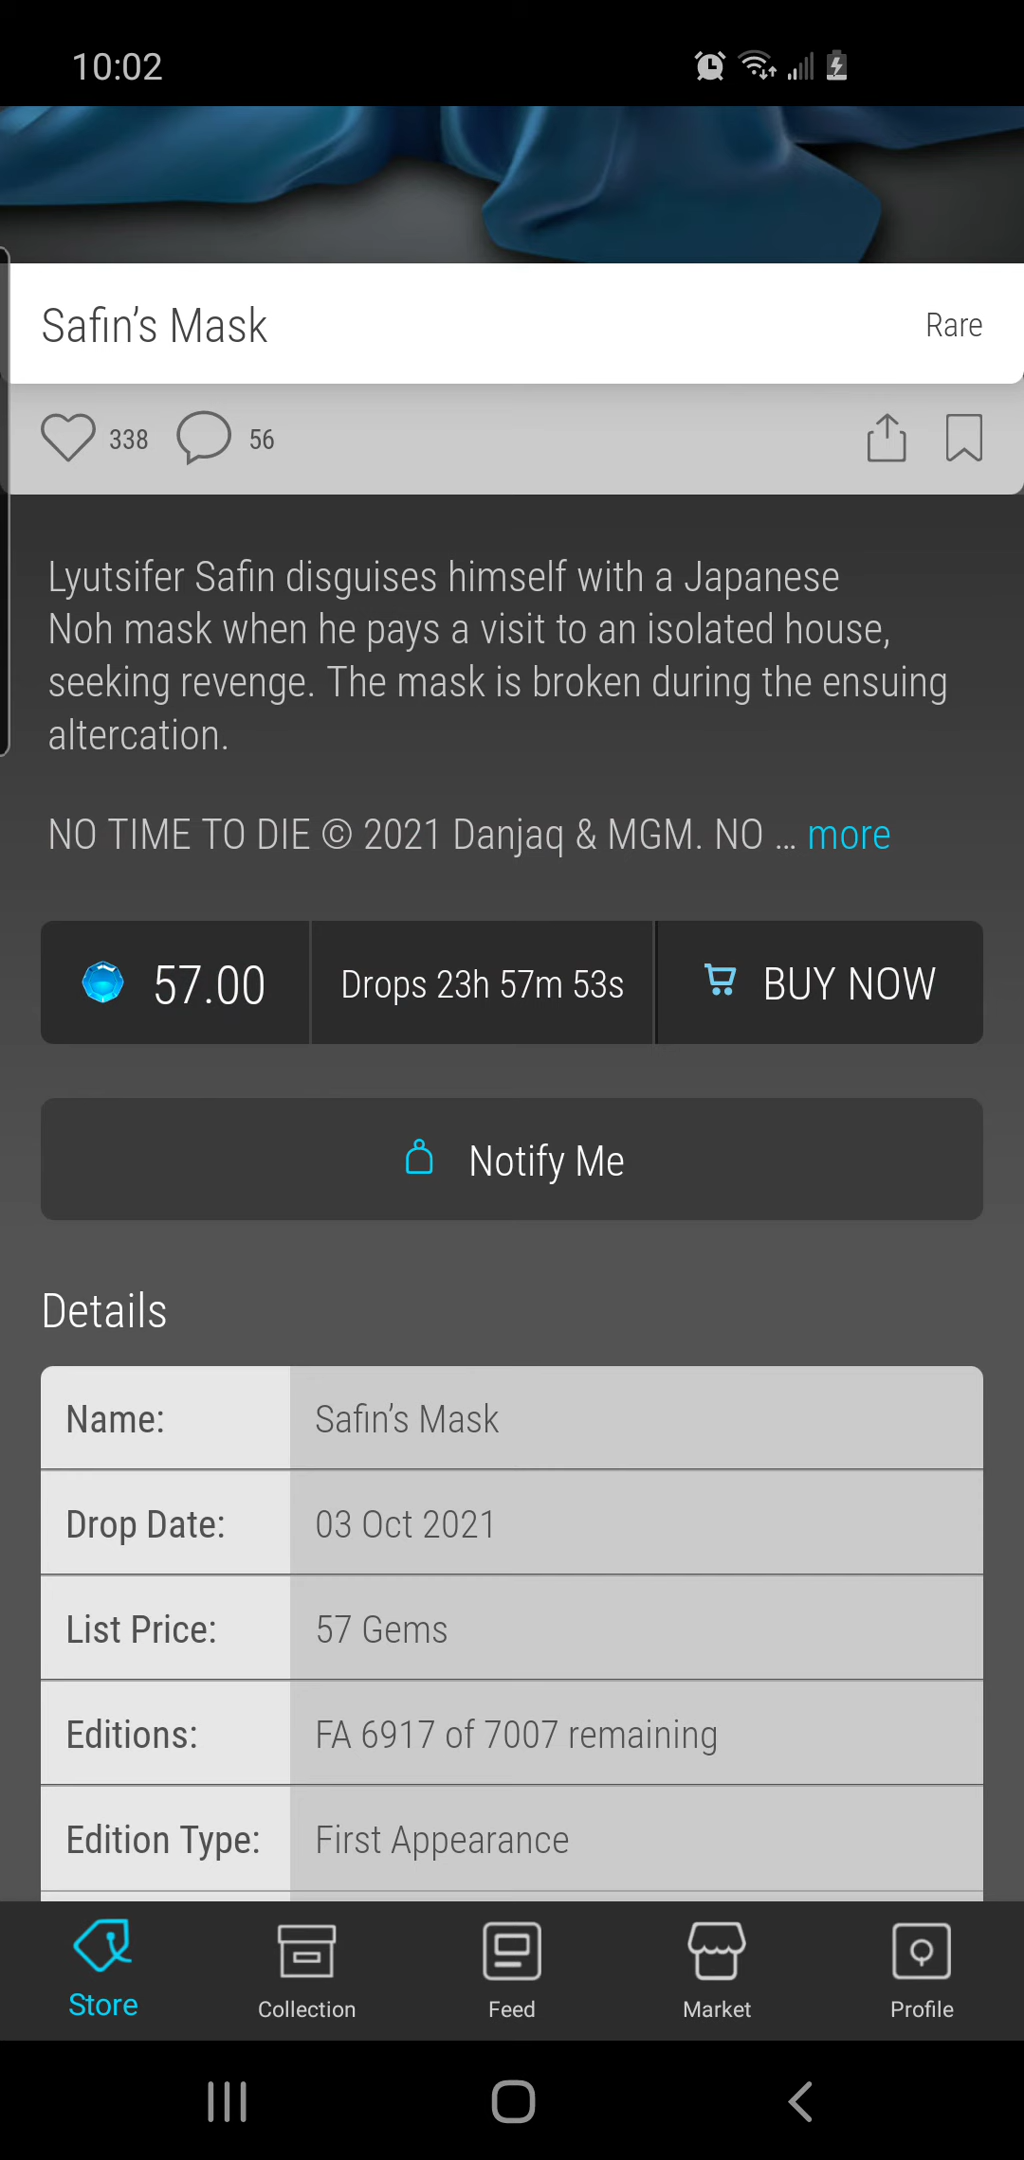 10:02
Safin’s Mask
Rare
338
56
Lyutsifer Safin disguises himself with a Japanese
Noh mask when he pays a visit to an isolated house,
seeking revenge. The mask is broken during the ensuing
altercation.
NO TIME TO DIE © 2021 Danjaq & MGM. NO ... more
57.00
Drops 23h 57m 53s
BUY NOW
Notify Me
Details
Name: Safin’s Mask
Drop Date: 03 Oct 2021
List Price: 57 Gems
Editions: FA 6917 of 7007 remaining
Edition Type: First Appearance
Store
Collection
Feed
Market
Profile